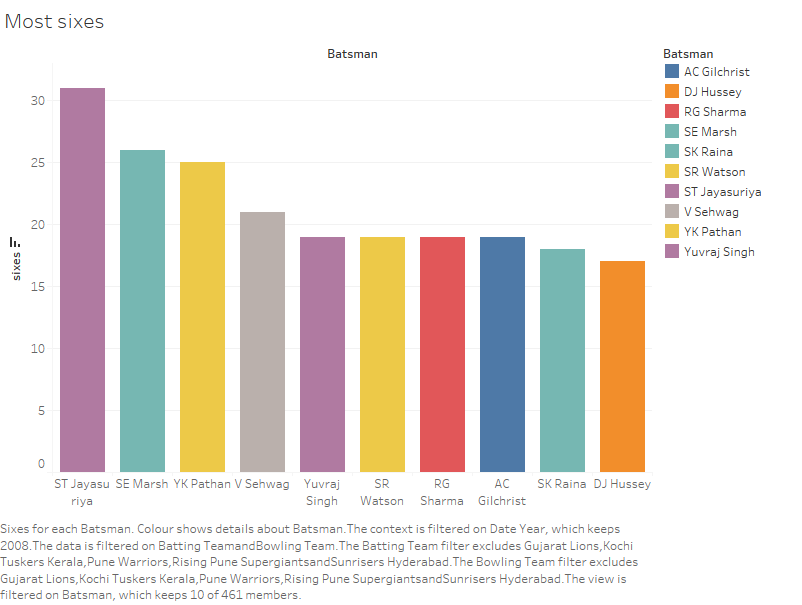 Most sixes
Batsman
30
25
20
15
10
5
0
sixes
ST Jayasu
riya
SE Marsh
YK Pathan
V Sehwag
Yuvraj
Singh
SR
Watson
RG
Sharma
AC
Gilchrist
SK Raina
DJ Hussey
Batsman
AC Gilchrist
DJ Hussey
RG Sharma
SE Marsh
SK Raina
SR Watson
ST Jayasuriya
V Sehwag
YK Pathan
Yuvraj Singh
Sixes for each Batsman. Colour shows details about Batsman.The context is filtered on Date Year, which keeps
2008.The data is filtered on Batting TeamandBowling Team.The Batting Team filter excludes Gujarat Lions,Kochi
Tuskers Kerala,Pune Warriors,Rising Pune SupergiantsandSunrisers Hyderabad.The Bowling Team filter excludes
Gujarat Lions,Kochi Tuskers Kerala,Pune Warriors,Rising Pune SupergiantsandSunrisers Hyderabad.The view is
filtered on Batsman, which keeps 10 of 461 members.